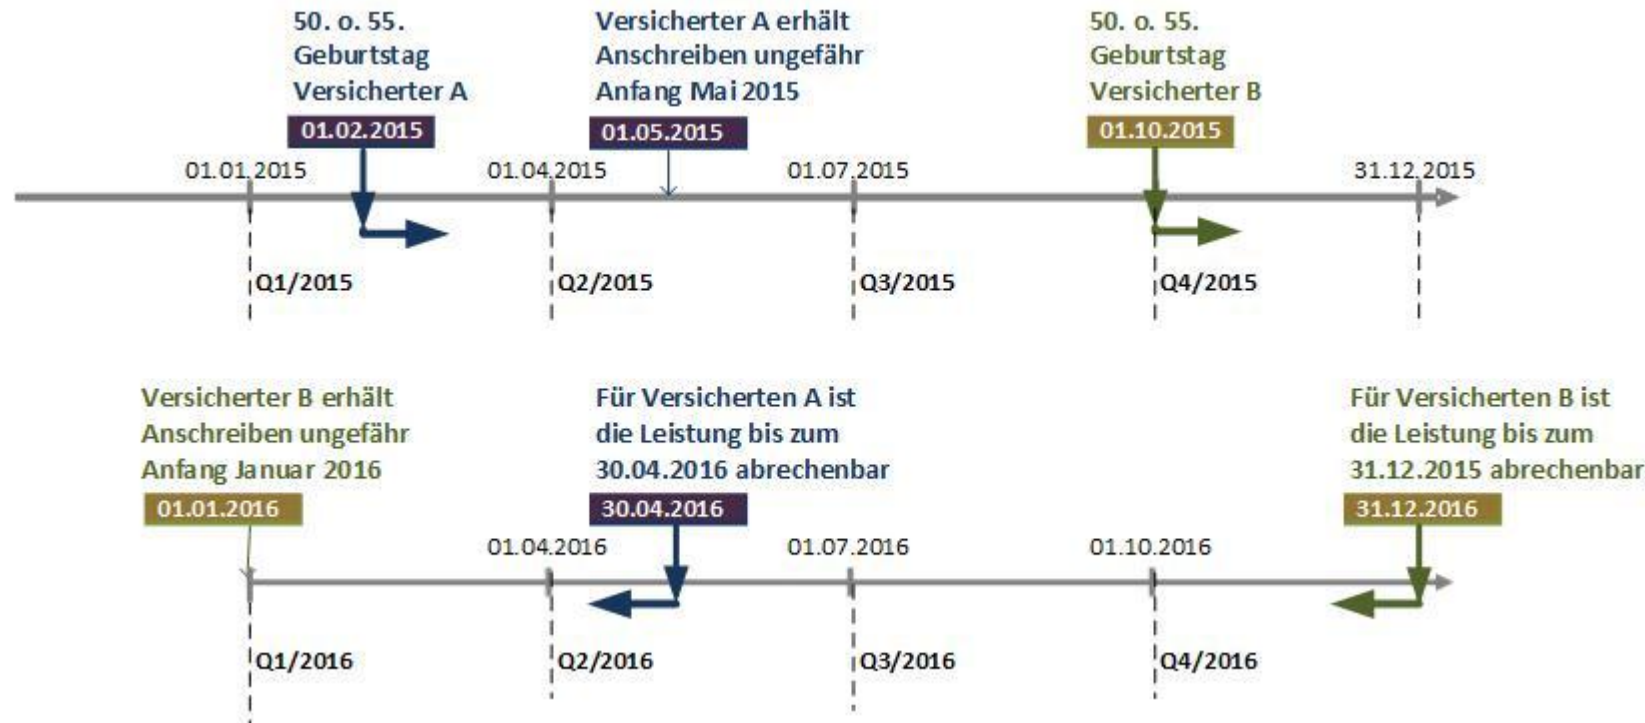 50. o. 55.
Geburtstag
Versicherter A
01.02.2015
Versicherter A erhält
Anschreiben ungefähr
Anfang Mai 2015
01.05.2015
50. o. 55.
Geburtstag
Versicherter B
01.10.2015
01.01.2015
01.04.2015
01.07.2015
31.12.2015
Q1/2015
Q2/2015
Q3/2015
Q4/2015
Versicherter B erhält
Anschreiben ungefähr
Anfang Januar 2016
01.01.2016
Für Versicherten A ist
die Leistung bis zum
30.04.2016 abrechenbar
30.04.2016
Für Versicherten B ist
die Leistung bis zum
31.12.2015 abrechenbar
31.12.2016
01.04.2016
01.07.2016
01.10.2016
Q1/2016
Q2/2016
Q3/2016
Q4/2016